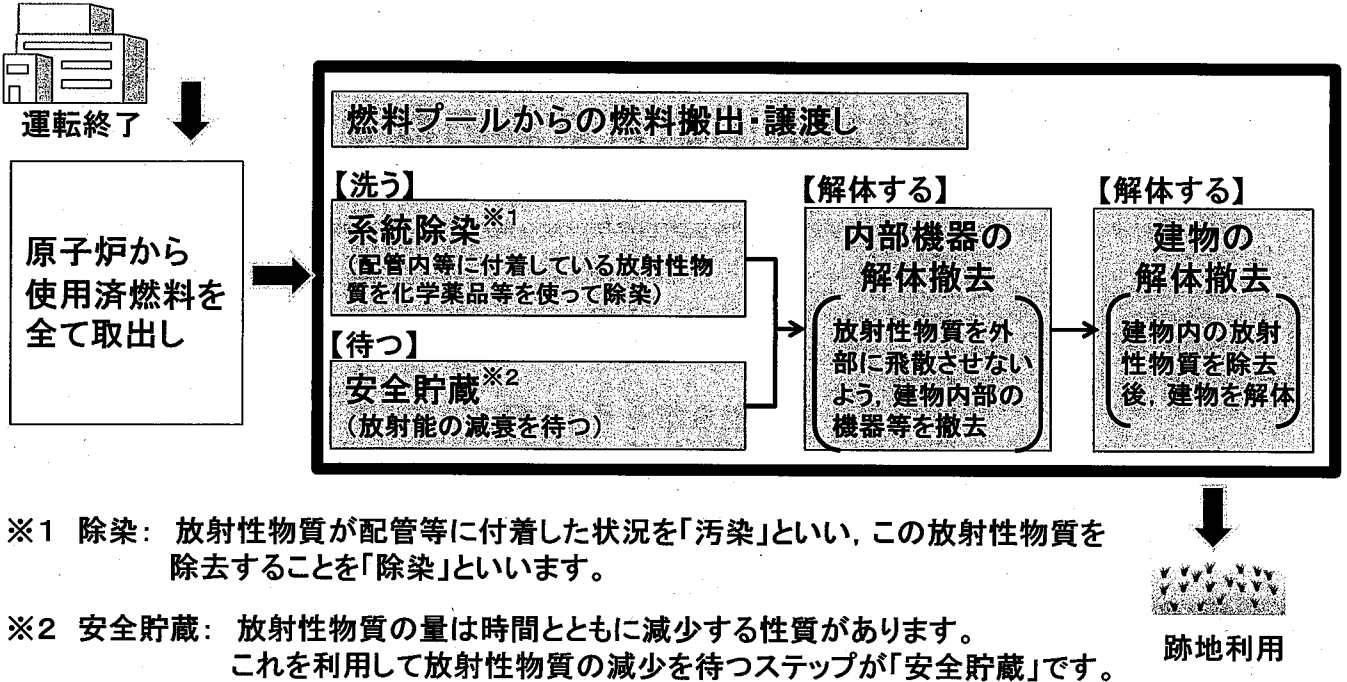 運転終了
原子炉から
使用済燃料を
全て取出し
燃料プールからの燃料搬出・譲渡し
【洗う】
系統除染※1
(配管内等に付着している放射性物
質を化学薬品等を使って除染)
【待つ】
安全貯蔵※2
(放射能の減衰を待つ)
【解体する】
内部機器の
解体撤去
放射性物質を外
部に飛散させない
よう，建物内部の
機器等を撤去
【解体する】
建物の
解体撤去
建物内の放射
性物質を除去
後，建物を解体
※1 除染： 放射性物質が配管等に付着した状況を「汚染」といい，この放射性物質を
除去することを「除染」といいます。
※2 安全貯蔵： 放射性物質の量は時間とともに減少する性質があります。
これを利用して放射性物質の減少を待つステップが「安全貯蔵」です。
跡地利用